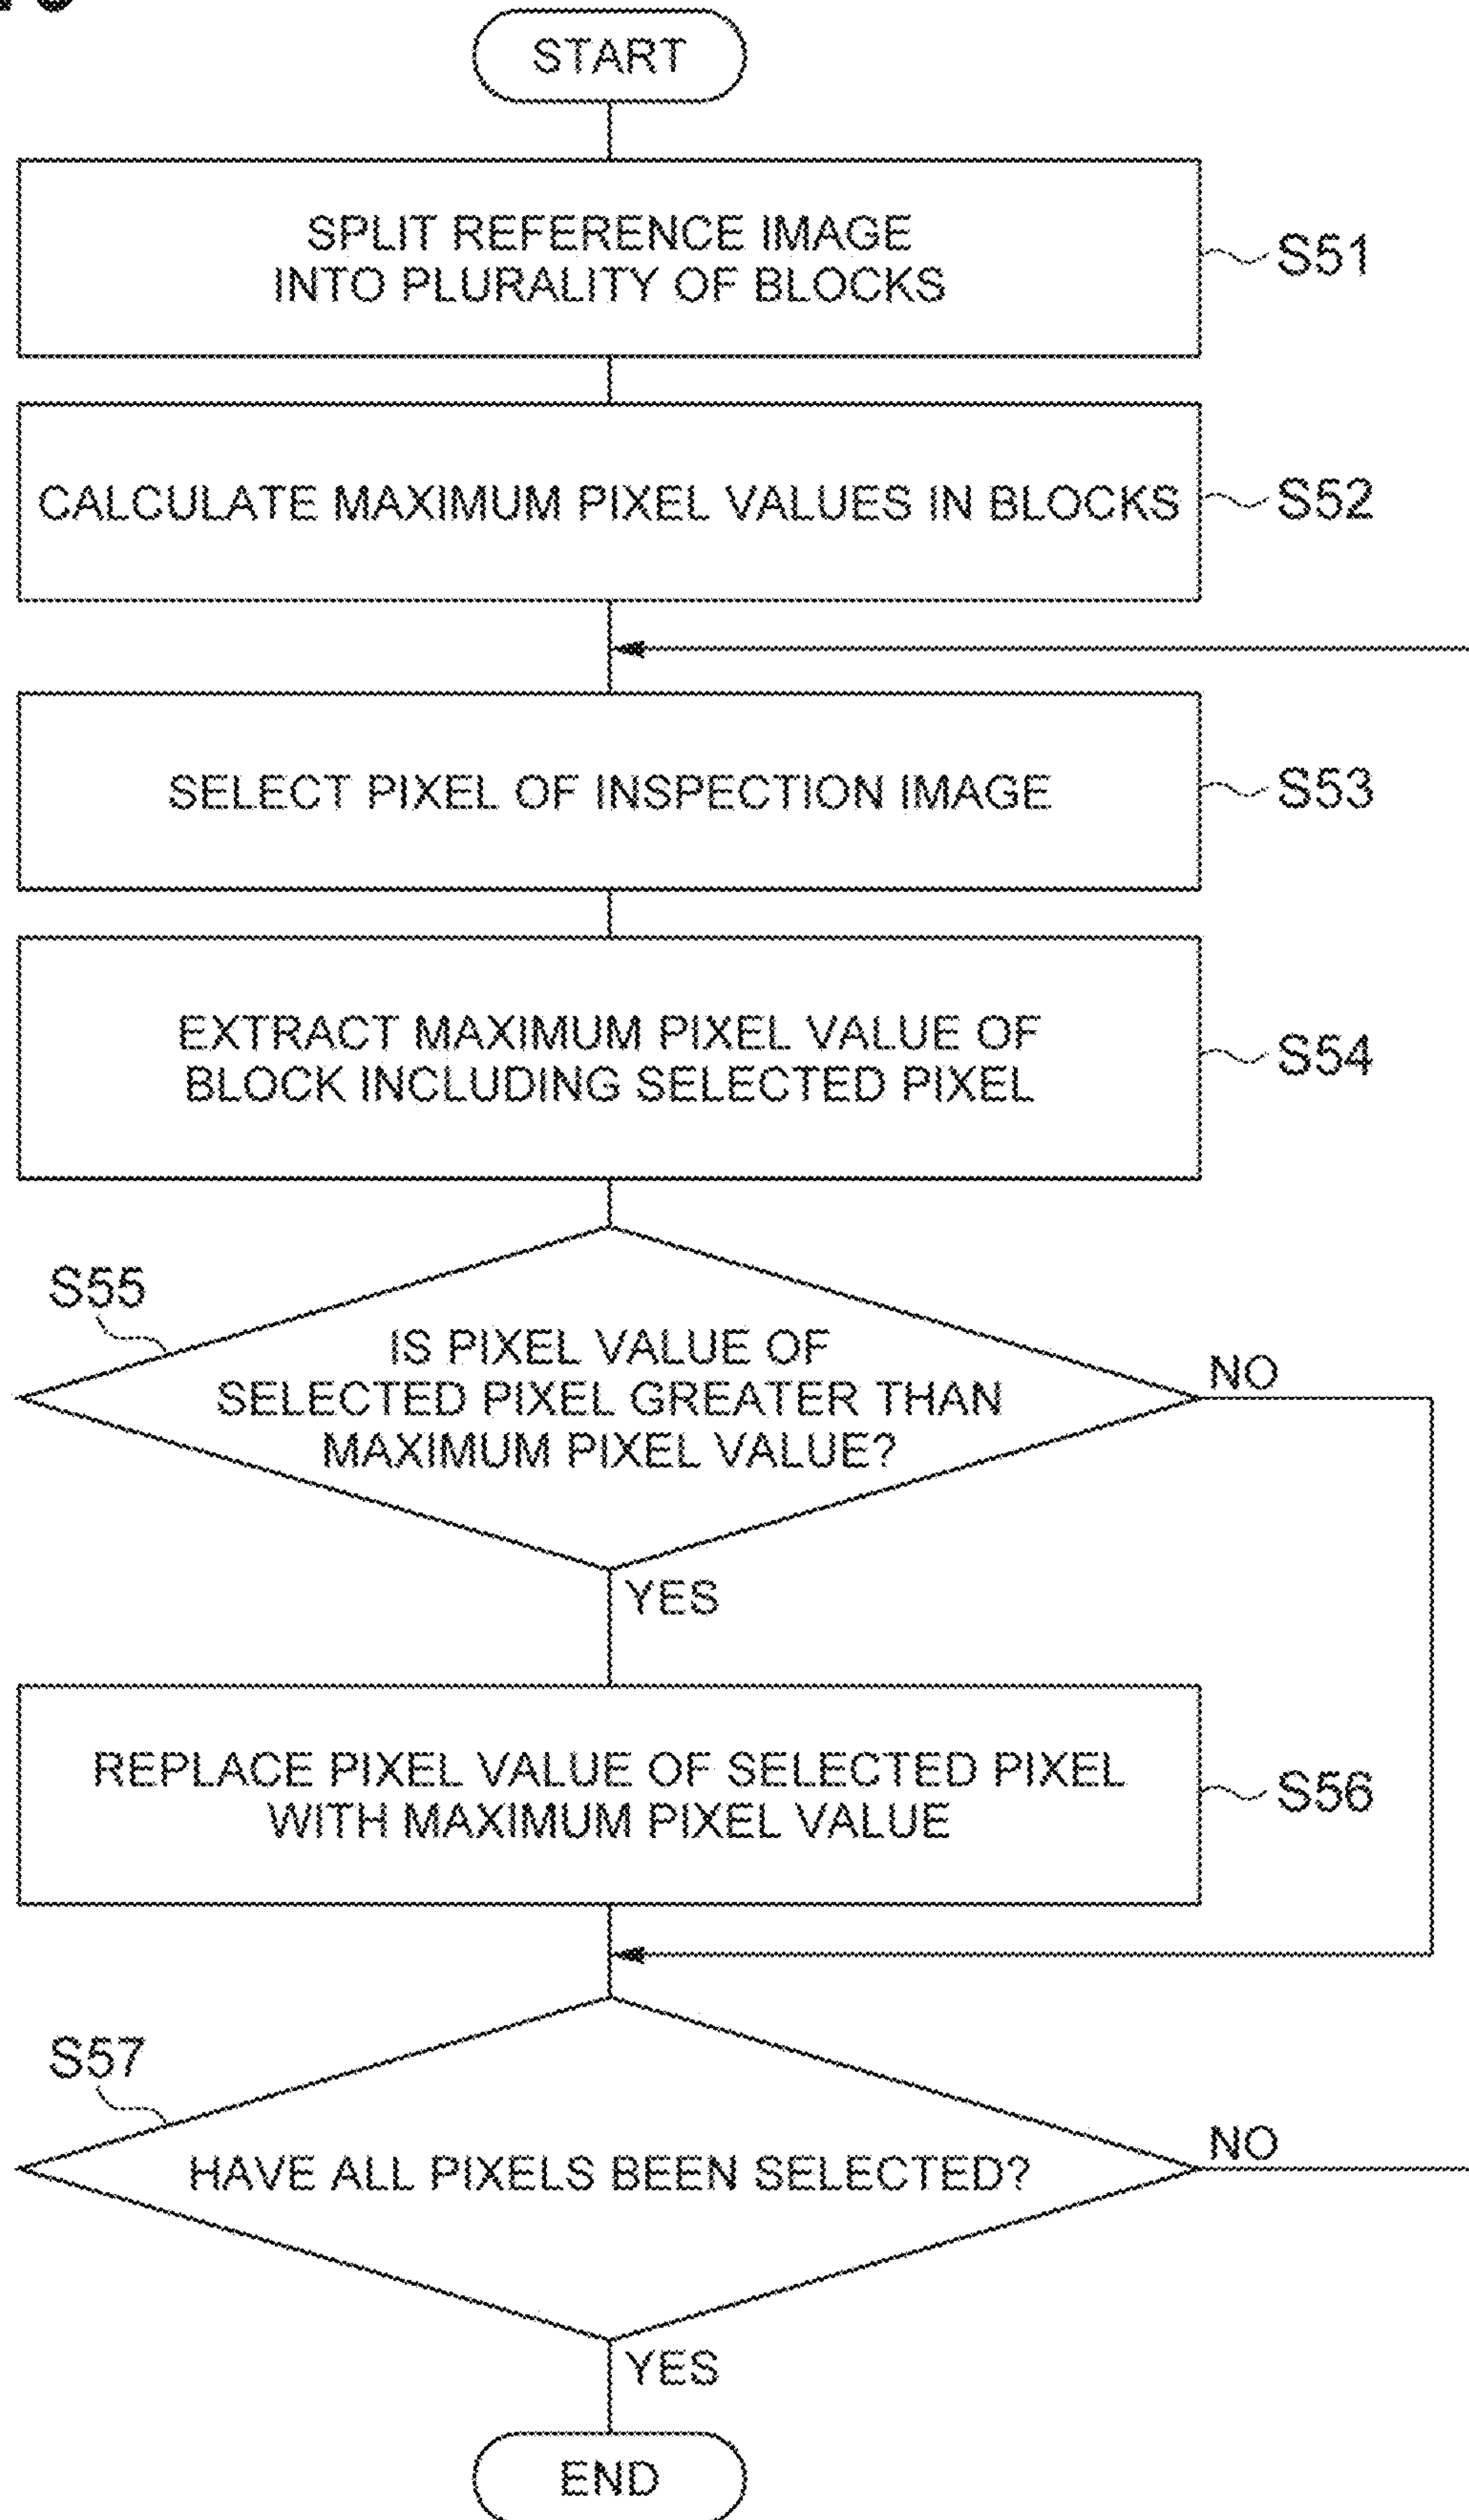 START
SPLIT REFERENCE IMAGE
INTO PLURALITY OF BLOCKS
S51
CALCULATE MAXIMUM PIXEL VALUES IN BLOCKS
S52
SELECT PIXEL OF INSPECTION IMAGE
S53
EXTRACT MAXIMUM PIXEL VALUE OF
BLOCK INCLUDING SELECTED PIXEL
S54
S55
IS PIXEL VALUE OF
SELECTED PIXEL GREATER THAN
MAXIMUM PIXEL VALUE?
NO
YES
REPLACE PIXEL VALUE OF SELECTED PIXEL
WITH MAXIMUM PIXEL VALUE
S56
S57
HAVE ALL PIXELS BEEN SELECTED?
NO
YES
END